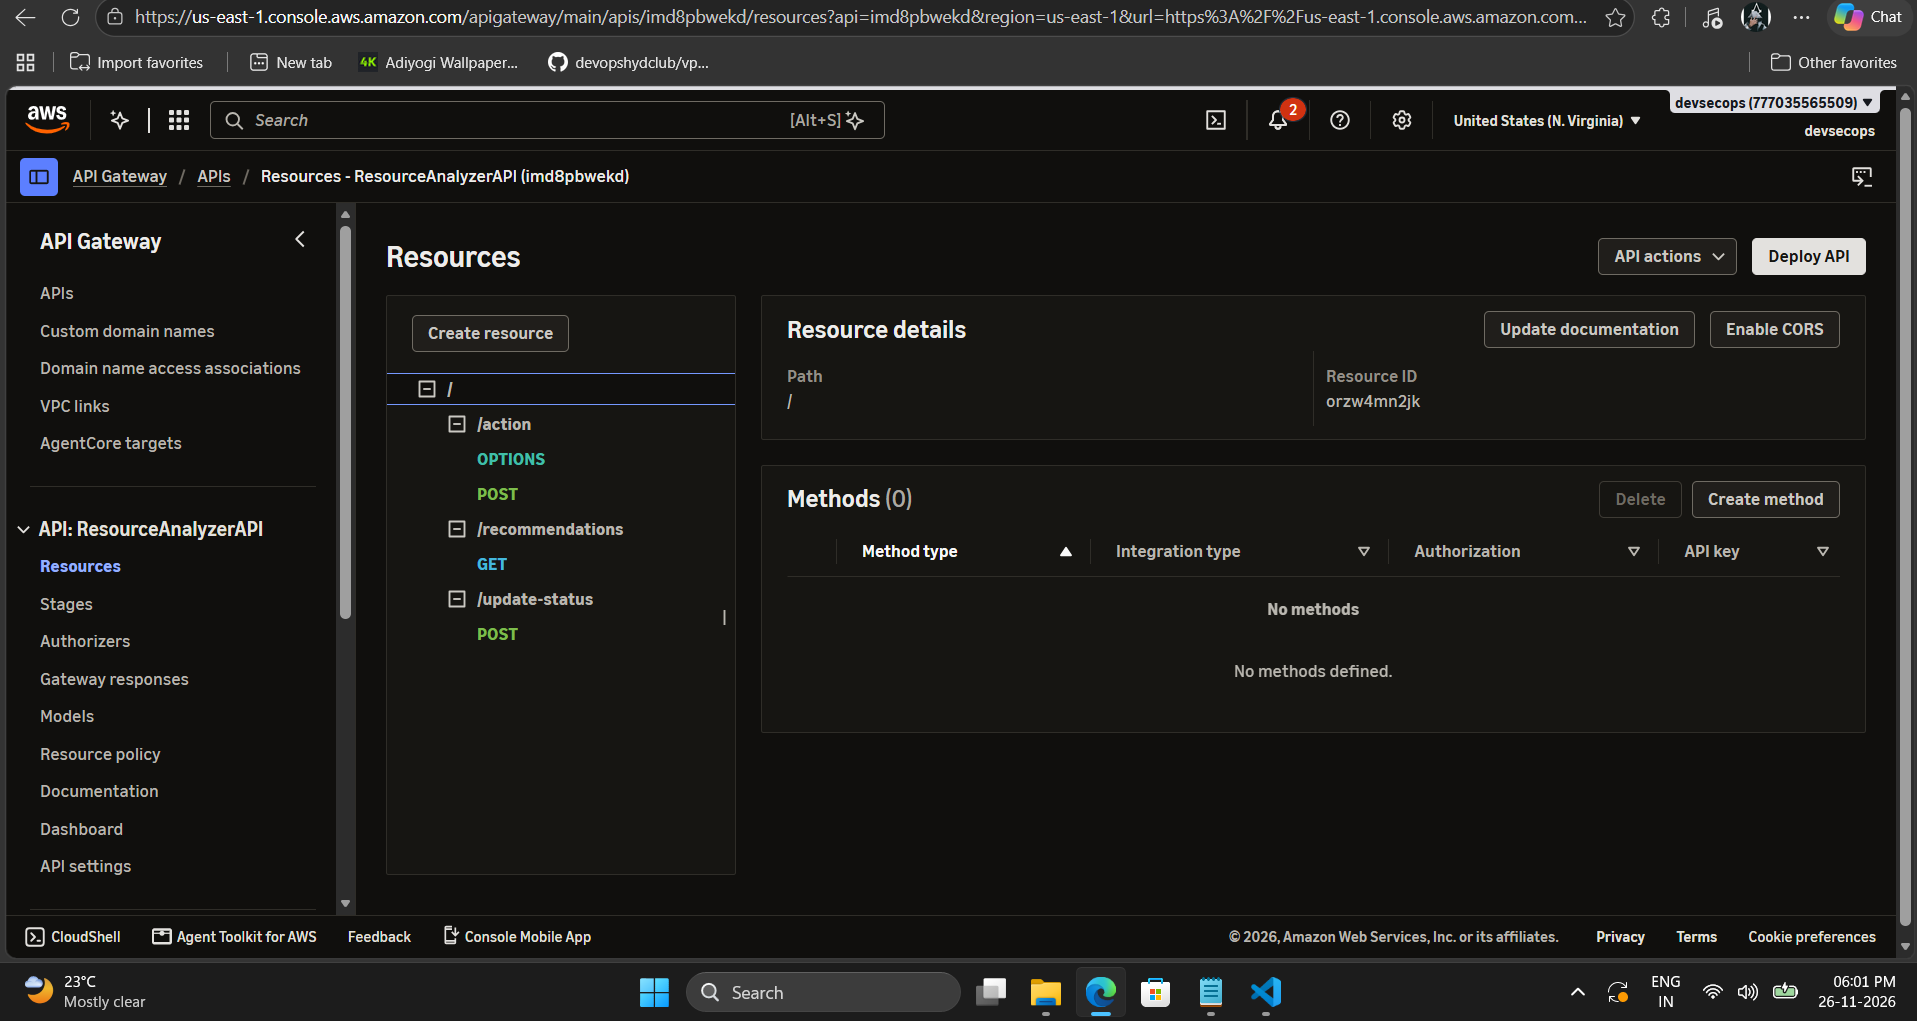 https://us-east-1.console.aws.amazon.com/apigateway/main/apis/imd8pbwekd/resources?api=imd8pbwekd&region=us-east-1&url=https%3A%2F%2Fus-east-1.console.aws.amazon.com...
Chat
Import favorites
New tab
4K Adiyogi Wallpaper...
devopshydclub/vp...
Other favorites
aws
Search
[Alt+S]
2
United States (N. Virginia)
devsecops (777035565509)
devsecops
API Gateway / APIs / Resources - ResourceAnalyzerAPI (imd8pbwekd)
API Gateway
APIs
Custom domain names
Domain name access associations
VPC links
AgentCore targets
API: ResourceAnalyzerAPI
Resources
Stages
Authorizers
Gateway responses
Models
Resource policy
Documentation
Dashboard
API settings
Resources
API actions
Deploy API
Create resource
/
/action
OPTIONS
POST
/recommendations
GET
/update-status
POST
Resource details
Update documentation
Enable CORS
Path
/
Resource ID
orzw4mn2jk
Methods (0)
Delete
Create method
Method type
Integration type
Authorization
API key
No methods
No methods defined.
CloudShell
Agent Toolkit for AWS
Feedback
Console Mobile App
© 2026, Amazon Web Services, Inc. or its affiliates.
Privacy
Terms
Cookie preferences
23°C
Mostly clear
Search
ENG
IN
06:01 PM
26-11-2026